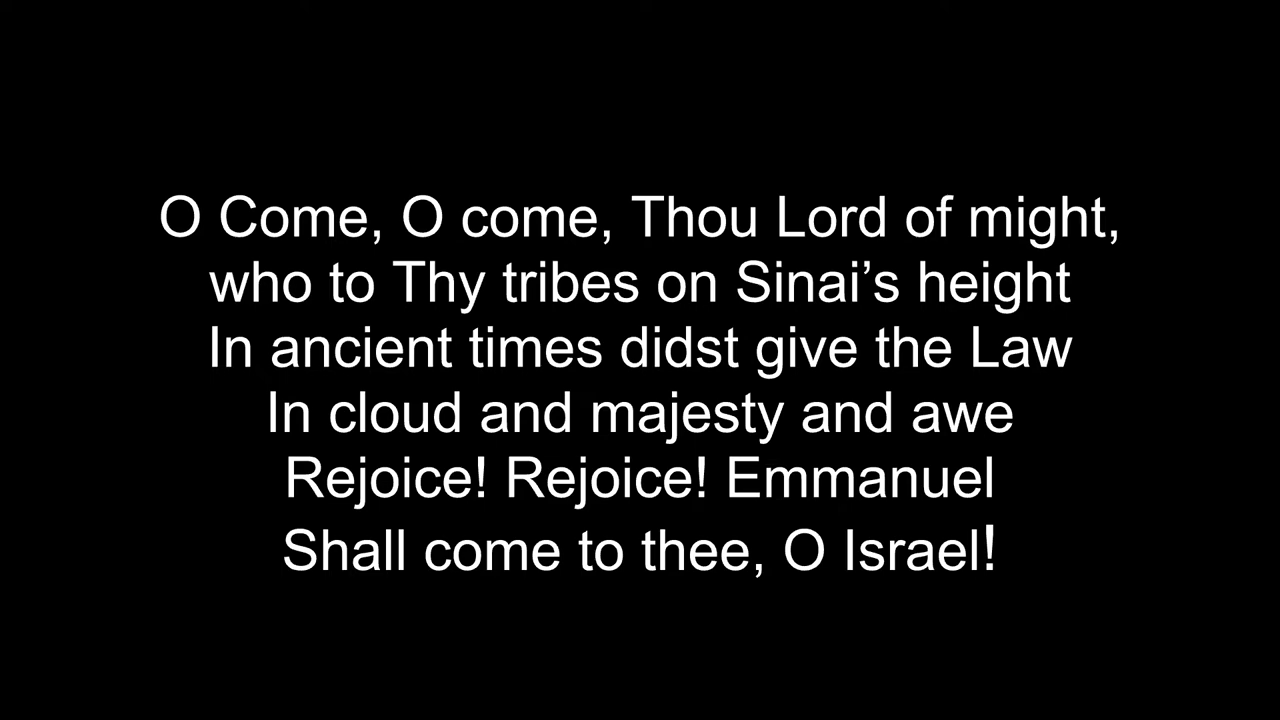 O Come, O come, Thou Lord of might,
who to Thy tribes on Sinai’s height
In ancient times didst give the Law
In cloud and majesty and awe
Rejoice! Rejoice! Emmanuel
Shall come to thee, O Israel!